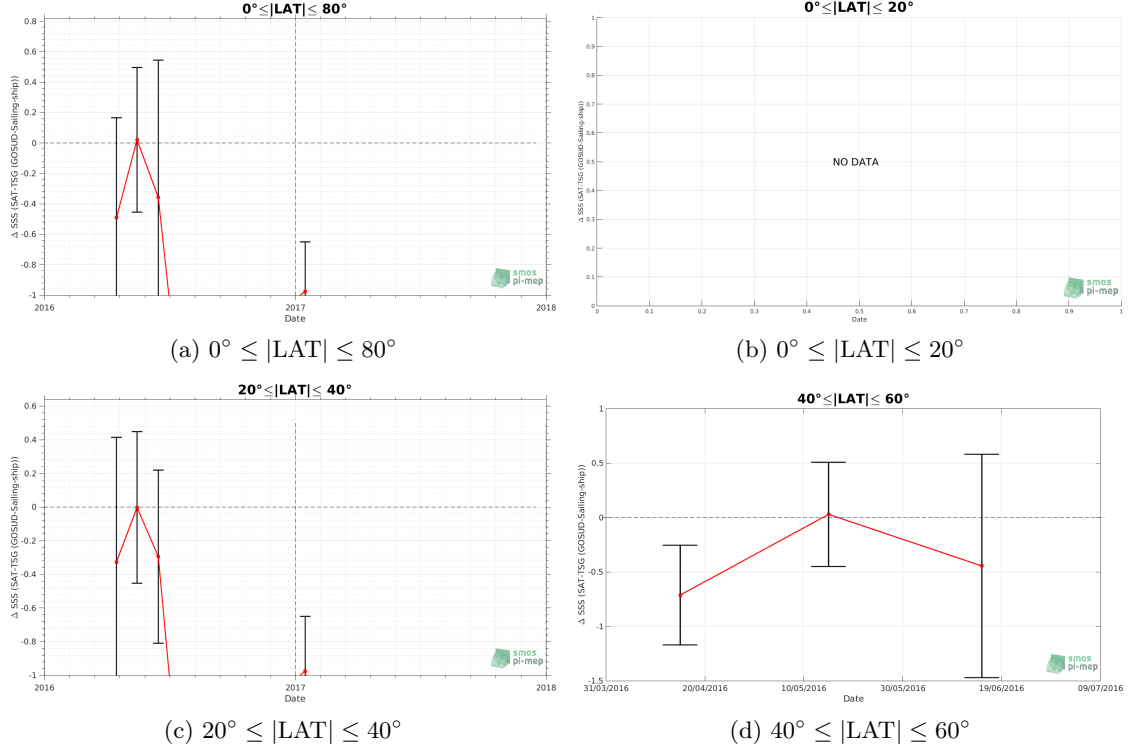 0°≤|LAT|≤ 80°
0.8
0.6
0.4
0.2
0
-0.2
-0.4
-0.6
-0.8
-1
Δ SSS (SAT-TSG (GOSUD-Sailing-ship))
2016
2017
2018
Date
smos
pi-mep
(a) 0° ≤ |LAT| ≤ 80°
0°≤|LAT|≤ 20°
1
0.9
0.8
0.7
0.6
0.5
0.4
0.3
0.2
0.1
0
Δ SSS (SAT-TSG (GOSUD-Sailing-ship))
NO DATA
0
0.1
0.2
0.3
0.4
0.5
0.6
0.7
0.8
0.9
1
Date
smos
pi-mep
(b) 0° ≤ |LAT| ≤ 20°
20°≤|LAT|≤ 40°
0.6
0.4
0.2
0
-0.2
-0.4
-0.6
-0.8
-1
Δ SSS (SAT-TSG (GOSUD-Sailing-ship))
2016
2017
2018
Date
smos
pi-mep
(c) 20° ≤ |LAT| ≤ 40°
40°≤|LAT|≤ 60°
1
0.5
0
-0.5
-1
-1.5
Δ SSS (SAT-TSG (GOSUD-Sailing-ship))
31/03/2016
20/04/2016
10/05/2016
30/05/2016
19/06/2016
09/07/2016
Date
smos
pi-mep
(d) 40° ≤ |LAT| ≤ 60°